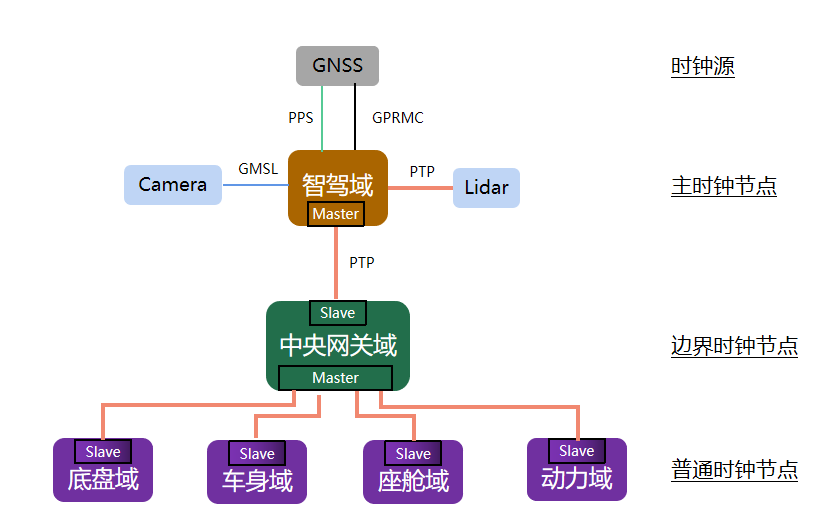 GNSS
时钟源
PPS
GPRMC
Camera
GMSL
智驾域
PTP
Lidar
主时钟节点
Master
PTP
Slave
中央网关域
边界时钟节点
Master
Slave
底盘域
Slave
车身域
Slave
座舱域
Slave
动力域
普通时钟节点